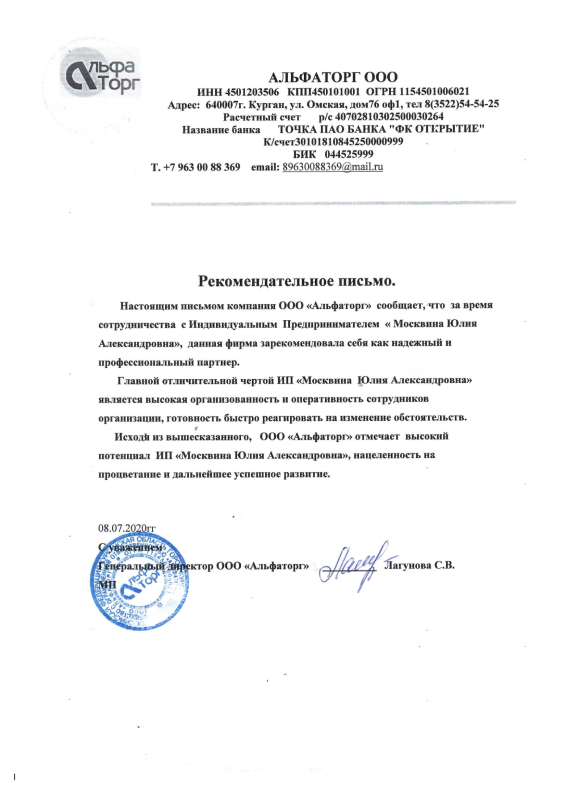 Альфа
Торг
АЛЬФАТОРГ ООО
ИНН 4501203506 КПП450101001 ОГРН 1154501006021
Адрес: 640007г. Курган, ул. Омская, дом76 оф1, тел 8(3522)54-54-25
Расчетный счет р/с 40702810302500030264
Название банка ТОЧКА ПАО БАНКА "ФК ОТКРЫТИЕ"
К/счет30101810845250000999
БИК 044525999
Т. +7 963 00 88 369 email: 89630088369@mail.ru
Рекомендательное письмо.
Настоящим письмом компания ООО «Альфаторг» сообщает, что за время
сотрудничества с Индивидуальным Предпринимателем « Москвина Юлия
Александровна», данная фирма зарекомендовала себя как надежный и
профессиональный партнер.
Главной отличительной чертой ИП «Москвина Юлия Александровна»
является высокая организованность и оперативность сотрудников
организации, готовность быстро реагировать на изменение обстоятельств.
Исходя из вышесказанного, ООО «Альфаторг» отмечает высокий
потенциал ИП «Москвина Юлия Александровна», нацеленность на
процветание и дальнейшее успешное развитие.
08.07.2020гг
С уважением
Генеральный директор ООО «Альфаторг» Лагунова С.В.
МП
Альфа
Торг